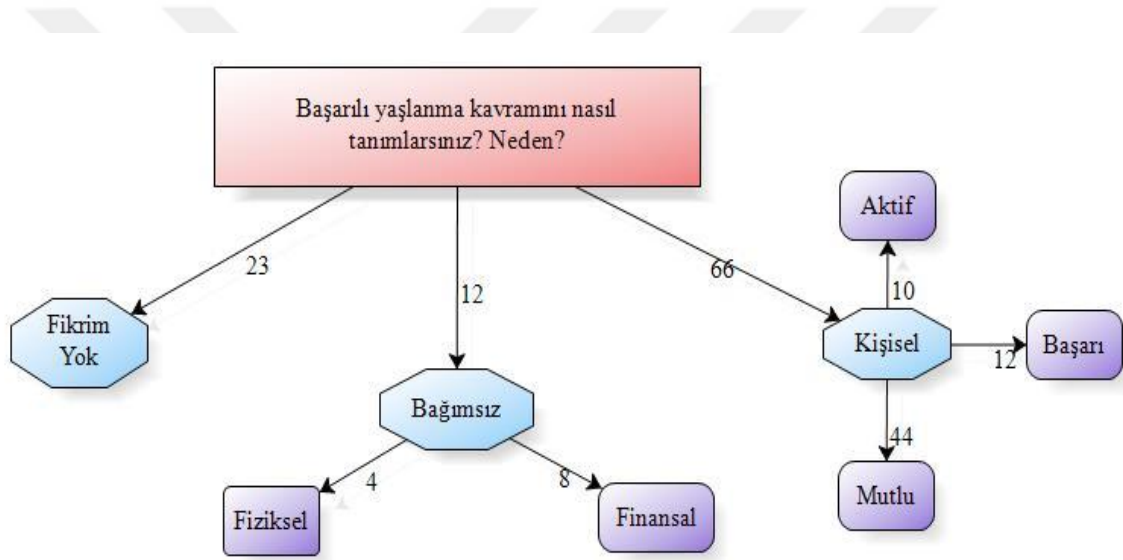 Başarılı yaşlanma kavramını nasıl
tanımlarsınız? Neden?
Aktif
23
12
66
10
Fikrim
Yok
Kişisel
12
Başarı
Bağımsız
44
4
8
Mutlu
Fiziksel
Finansal